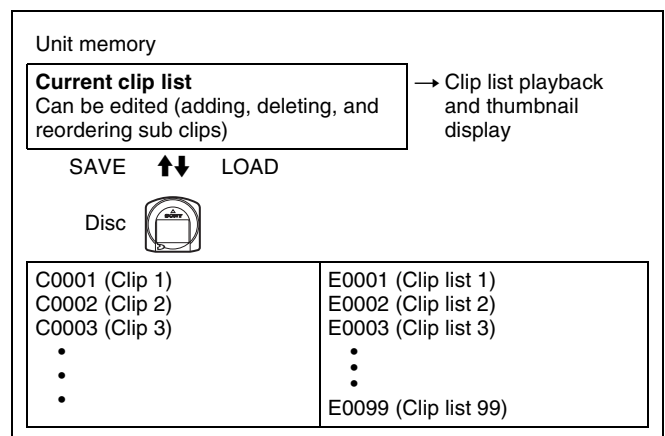 Unit memory
Current clip list
Can be edited (adding, deleting, and
reordering sub clips)
→ Clip list playback
and thumbnail
display
SAVE
LOAD
Disc
SONY
C0001 (Clip 1)
C0002 (Clip 2)
C0003 (Clip 3)
•
•
•
E0001 (Clip list 1)
E0002 (Clip list 2)
E0003 (Clip list 3)
•
•
•
E0099 (Clip list 99)